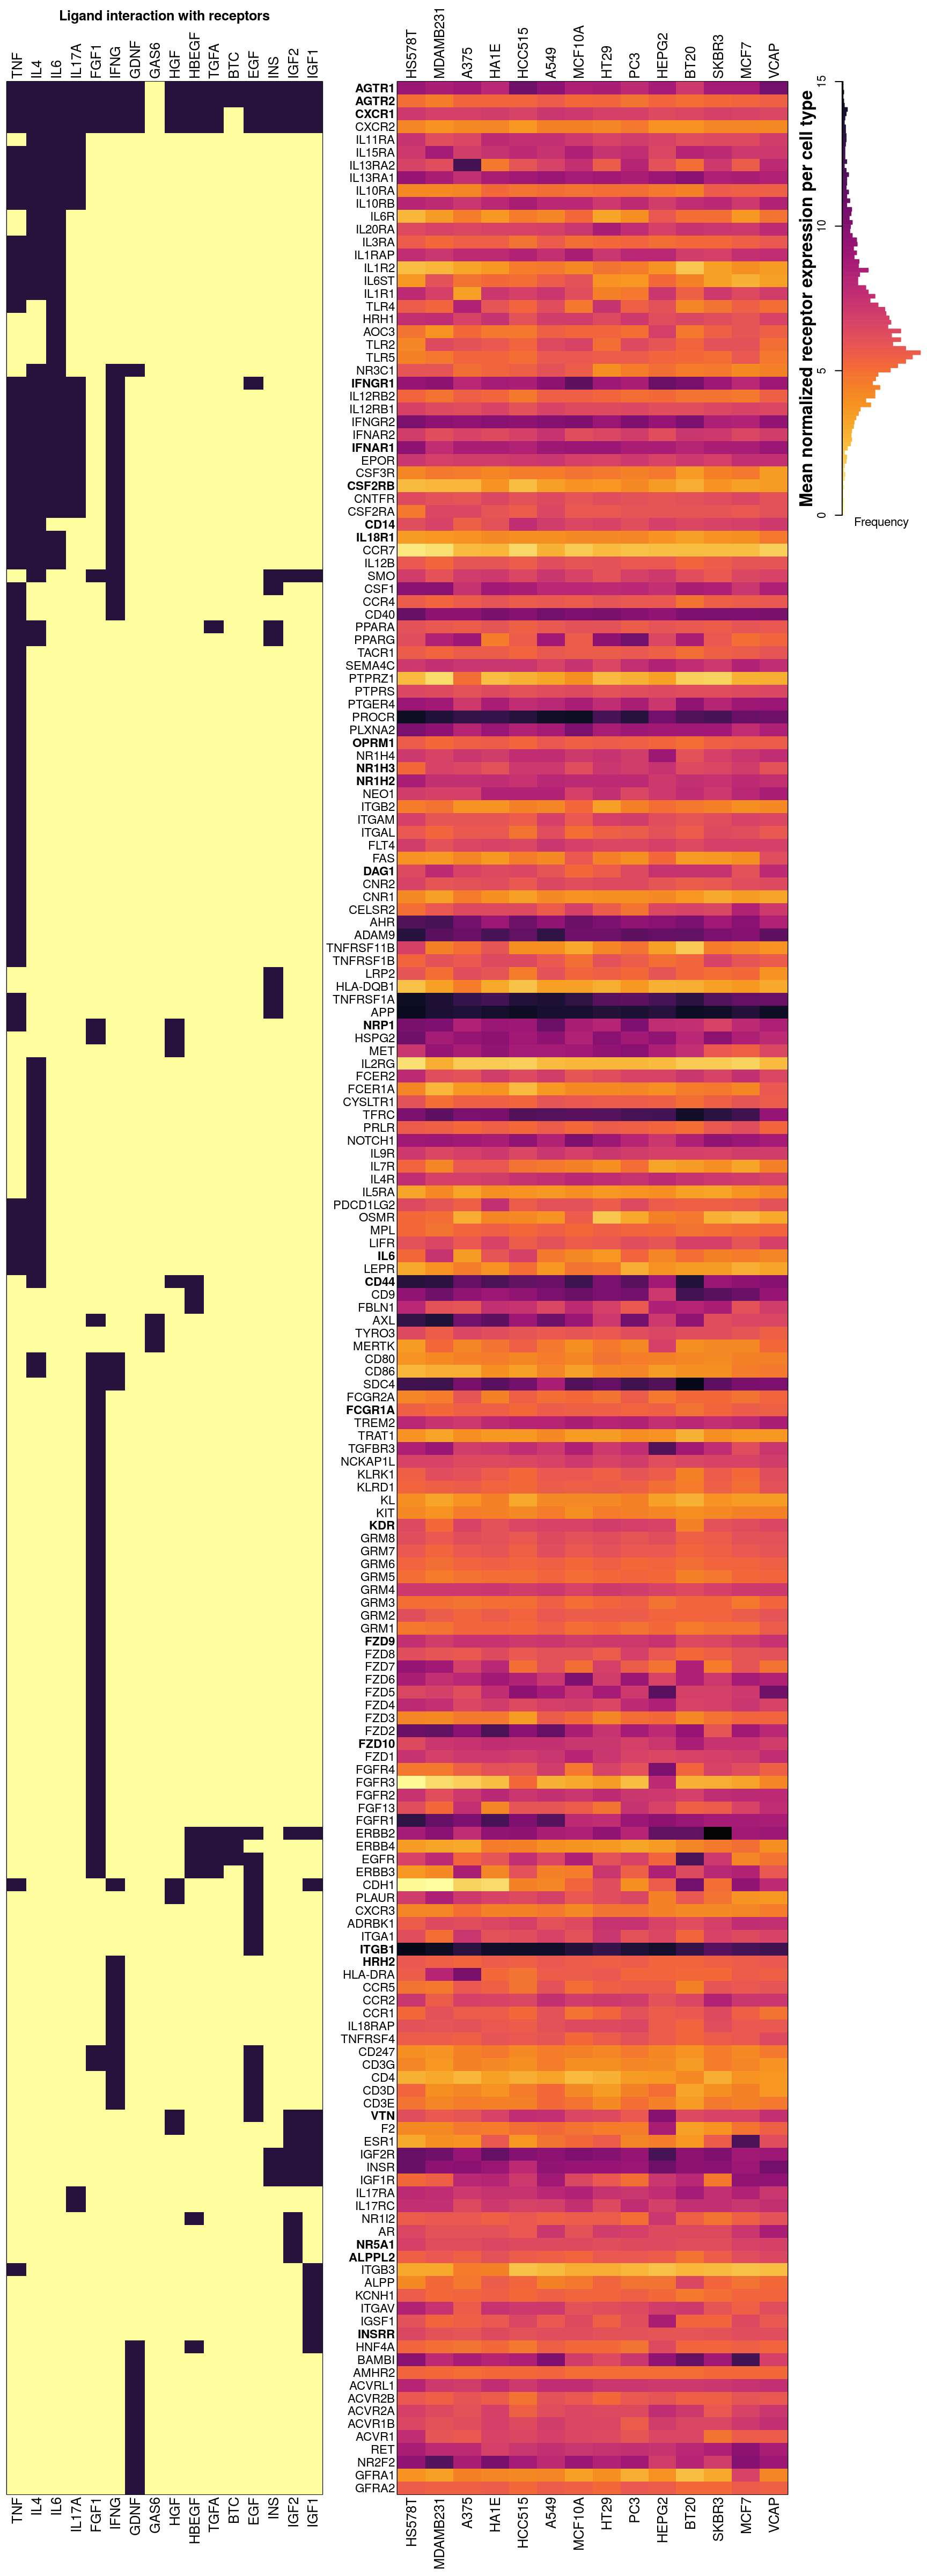 Ligand interaction with receptors
TNF IL4 IL6 IL17A FGF1 IFNG GDNF GAS6 HGF HBEGF TGFA BTC EGF INS IGF2 IGF1
HS578T MDAMB231 A375 HA1E HCC515 A549 MCF10A HT29 PC3 HEPG2 BT20 SKBR3 MCF7 VCAP
AGTR1
AGTR2
CXCR1
CXCR2
IL11RA
IL15RA
IL13RA2
IL13RA1
IL10RA
IL10RB
IL6R
IL20RA
IL3RA
IL1RAP
IL1R2
IL6ST
IL1R1
TLR4
HRH1
AOC3
TLR2
TLR5
NR3C1
IFNGR1
IL12RB2
IL12RB1
IFNGR2
IFNAR2
IFNAR1
EPOR
CSF3R
CSF2RB
CNTFR
CSF2RA
CD14
IL18R1
CCR7
IL12B
SMO
CSF1
CCR4
CD40
PPARA
PPARG
TACR1
SEMA4C
PTPRZ1
PTPRS
PTGER4
PROCR
PLXNA2
OPRM1
NR1H4
NR1H3
NR1H2
NEO1
ITGB2
ITGAM
ITGAL
FLT4
FAS
DAG1
CNR2
CNR1
CELSR2
AHR
ADAM9
TNFRSF11B
TNFRSF1B
LRP2
HLA-DQB1
TNFRSF1A
APP
NRP1
HSPG2
MET
IL2RG
FCER2
FCER1A
CYSLTR1
TFRC
PRLR
NOTCH1
IL9R
IL7R
IL4R
IL5RA
PDCD1LG2
OSMR
MPL
LIFR
IL6
LEPR
CD44
CD9
FBLN1
AXL
TYRO3
MERTK
CD80
CD86
SDC4
FCGR2A
FCGR1A
TREM2
TRAT1
TGFBR3
NCKAP1L
KLRK1
KLRD1
KL
KIT
KDR
GRM8
GRM7
GRM6
GRM5
GRM4
GRM3
GRM2
GRM1
FZD9
FZD8
FZD7
FZD6
FZD5
FZD4
FZD3
FZD2
FZD10
FZD1
FGFR4
FGFR3
FGFR2
FGF13
FGFR1
ERBB2
ERBB4
EGFR
ERBB3
CDH1
PLAUR
CXCR3
ADRBK1
ITGA1
ITGB1
HRH2
HLA-DRA
CCR5
CCR2
CCR1
IL18RAP
TNFRSF4
CD247
CD3G
CD4
CD3D
CD3E
VTN
F2
ESR1
IGF2R
INSR
IGF1R
IL17RA
IL17RC
NR1I2
AR
NR5A1
ALPPL2
ITGB3
ALPP
KCNH1
ITGAV
IGSF1
INSRR
HNF4A
BAMBI
AMHR2
ACVRL1
ACVR2B
ACVR2A
ACVR1B
ACVR1
RET
NR2F2
GFRA1
GFRA2
TNF IL4 IL6 IL17A FGF1 IFNG GDNF GAS6 HGF HBEGF TGFA BTC EGF INS IGF2 IGF1
HS578T MDAMB231 A375 HA1E HCC515 A549 MCF10A HT29 PC3 HEPG2 BT20 SKBR3 MCF7 VCAP
Mean normalized receptor expression per cell type
15
10
5
0
Frequency